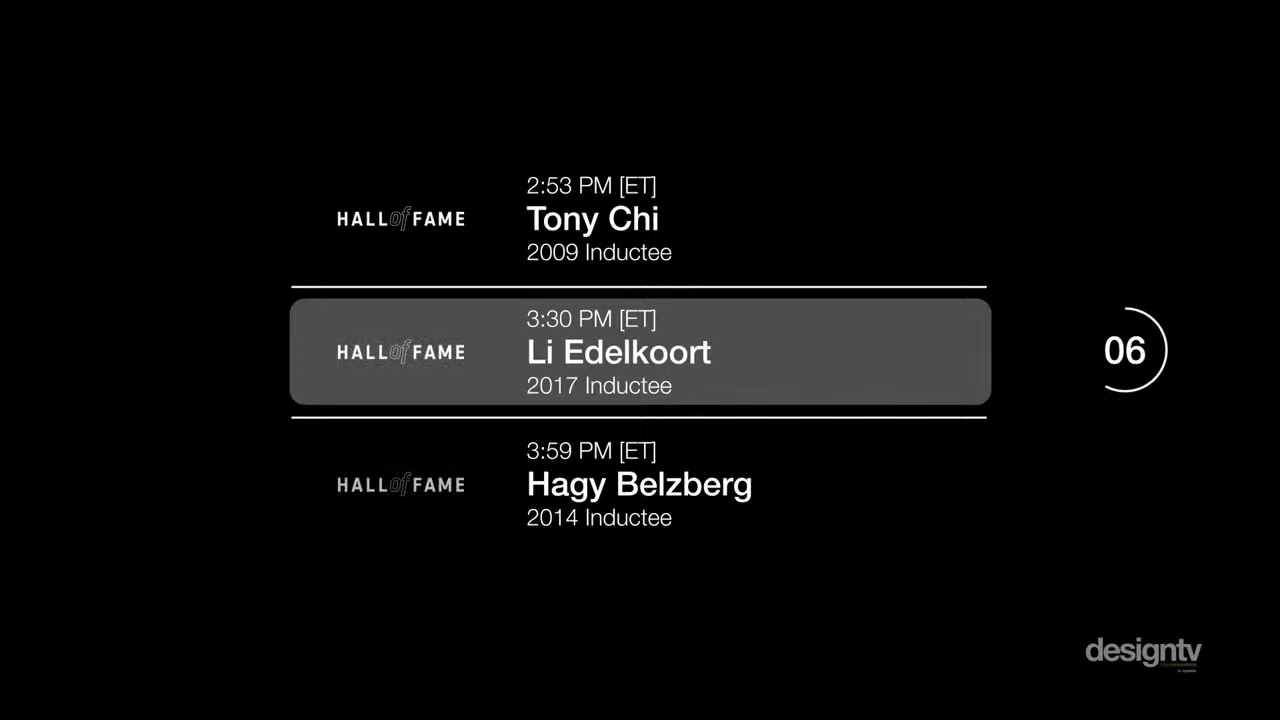 2:53 PM [ET]
HALL of FAME
Tony Chi
2009 Inductee
3:30 PM [ET]
HALL of FAME
Li Edelkoort
2017 Inductee
06
3:59 PM [ET]
HALL of FAME
Hagy Belzberg
2014 Inductee
designtv